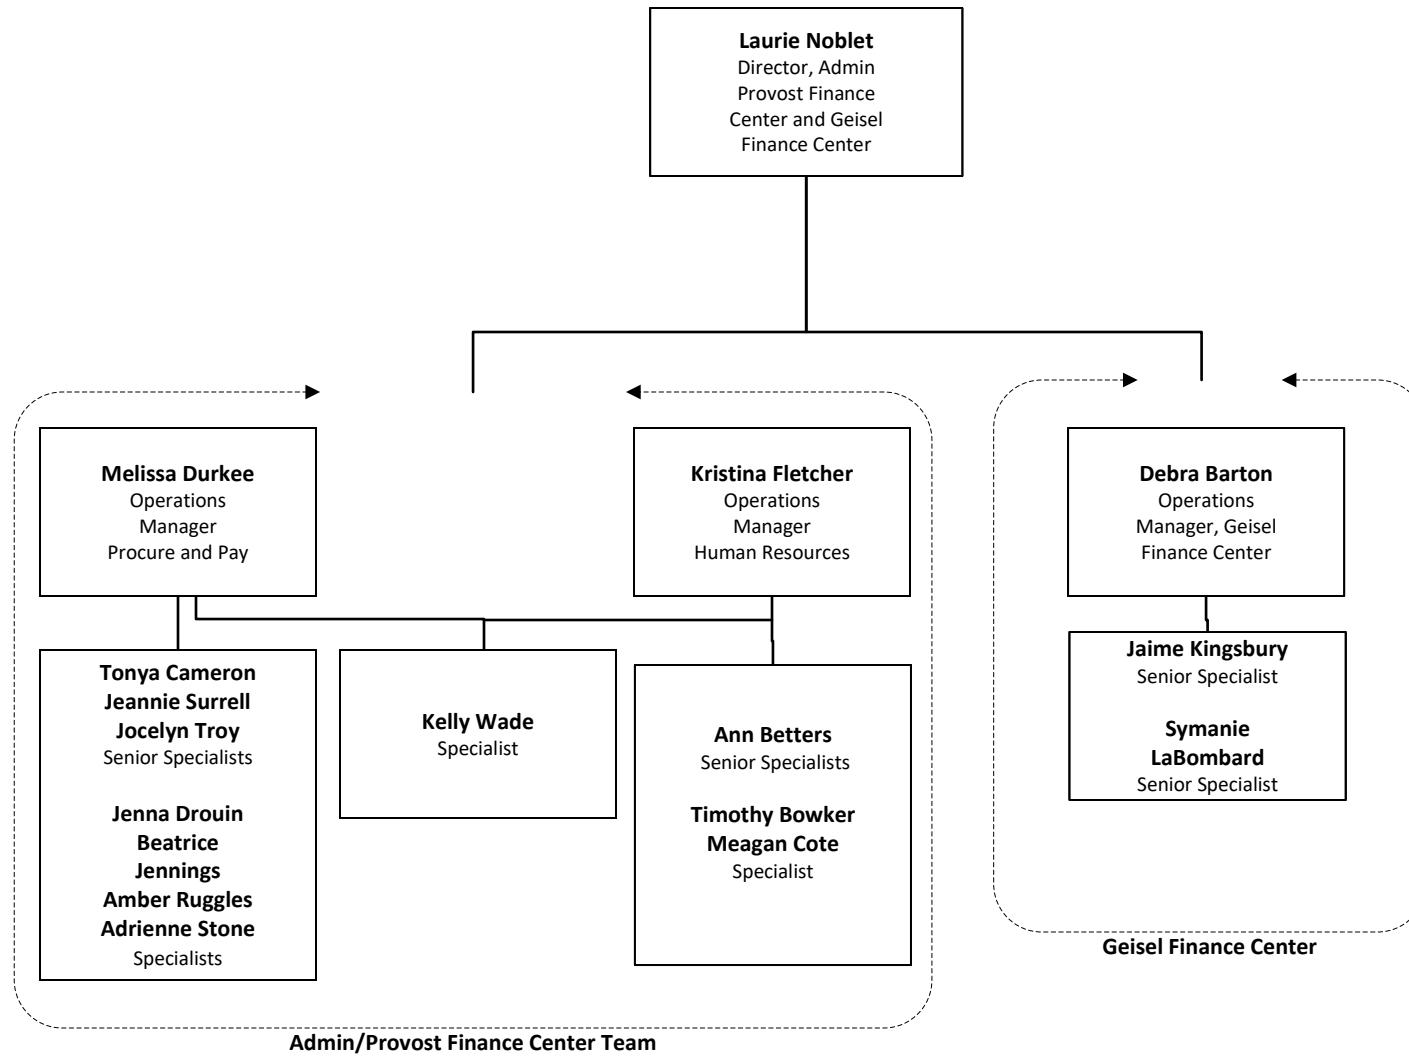 Laurie Noblet
Director, Admin
Provost Finance
Center and Geisel
Finance Center
Melissa Durkee
Operations
Manager
Procure and Pay
Kristina Fletcher
Operations
Manager
Human Resources
Debra Barton
Operations
Manager, Geisel
Finance Center
Tonya Cameron
Jeannie Surrell
Jocelyn Troy
Senior Specialists
Jenna Drouin
Beatrice
Jennings
Amber Ruggles
Adrienne Stone
Specialists
Kelly Wade
Specialist
Ann Betters
Senior Specialists
Timothy Bowker
Meagan Cote
Specialist
Jaime Kingsbury
Senior Specialist
Symanie
LaBombard
Senior Specialist
Geisel Finance Center
Admin/Provost Finance Center Team